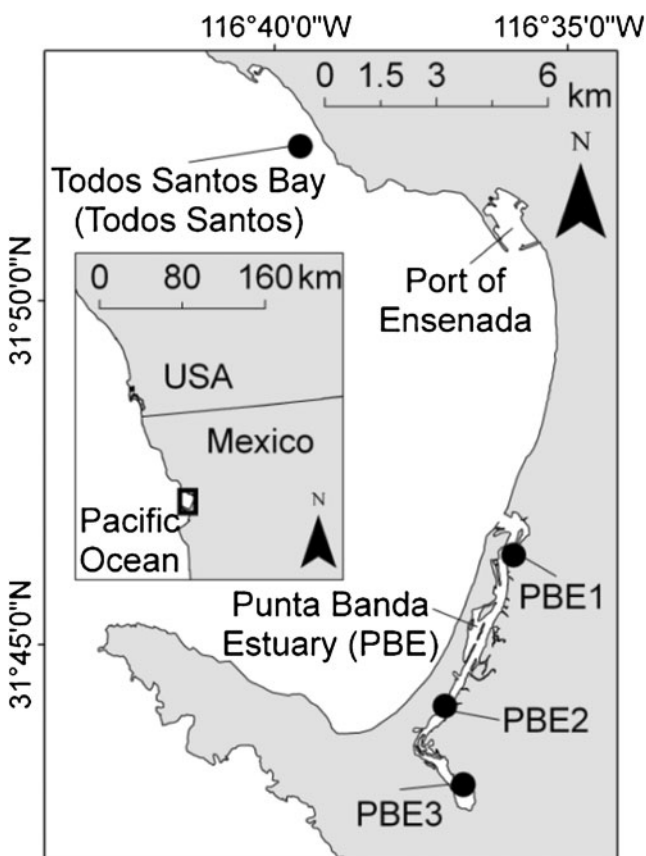 116°40'0"W 116°35'0"W
0 1.5 3 6
km
N
Todos Santos Bay
(Todos Santos)
Port of
Ensenada
31°50'0"N
0 80 160 km
USA
Mexico
N
Pacific
Ocean
PBE1
Punta Banda
Estuary (PBE)
31°45'0"N
PBE2
PBE3